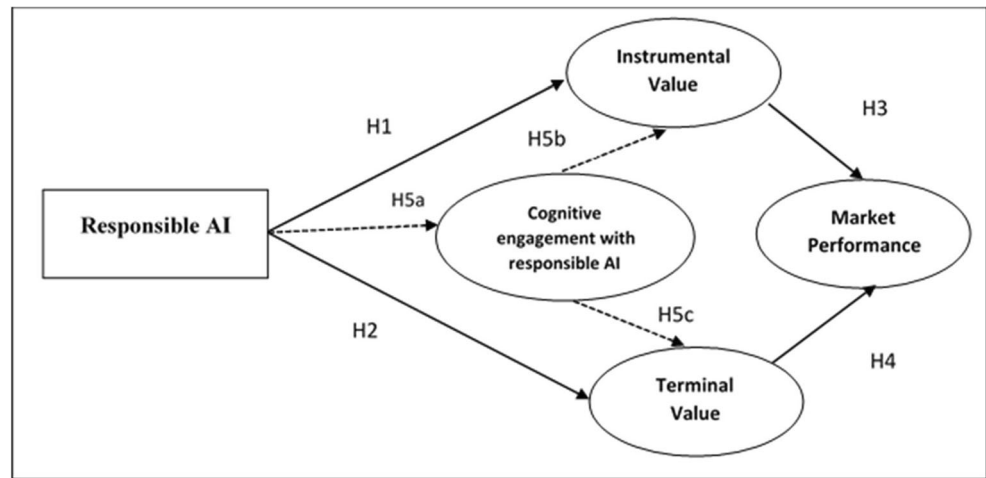 Instrumental
Value
H1
H3
H5b
H5a
Responsible AI
Cognitive
engagement with
responsible AI
Market
Performance
H2
H5c
H4
Terminal
Value